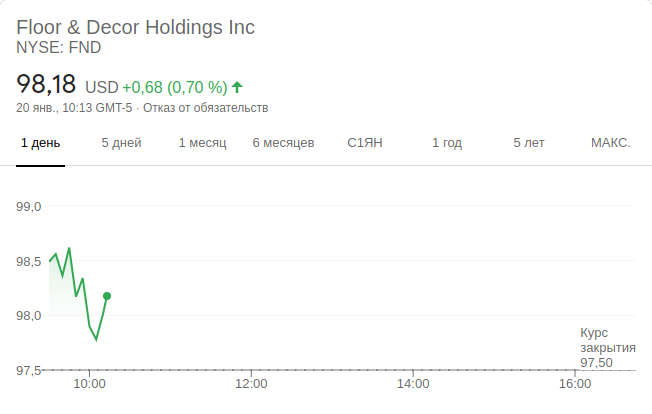 Floor & Decor Holdings Inc
NYSE: FND
98,18 USD +0,68 (0,70 %)
20 янв., 10:13 GMT-5 · Отказ от обязательств
1 день 5 дней 1 месяц 6 месяцев С1ЯН 1 год 5 лет МАКС.
99,0
98,5
98,0
97,5
Курс
закрытия
97,50
10:00 12:00 14:00 16:00